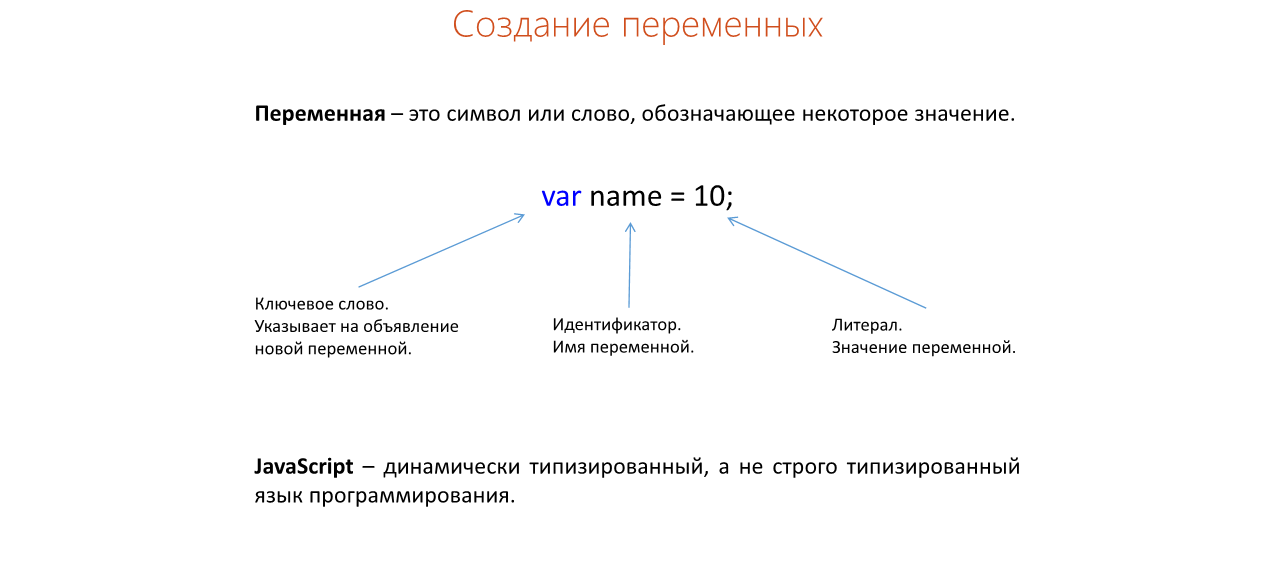 Создание переменных
Переменная – это символ или слово, обозначающее некоторое значение.
var name = 10;
Ключевое слово.
Указывает на объявление
новой переменной.
Идентификатор.
Имя переменной.
Литерал.
Значение переменной.
JavaScript – динамически типизированный, а не строго типизированный
язык программирования.